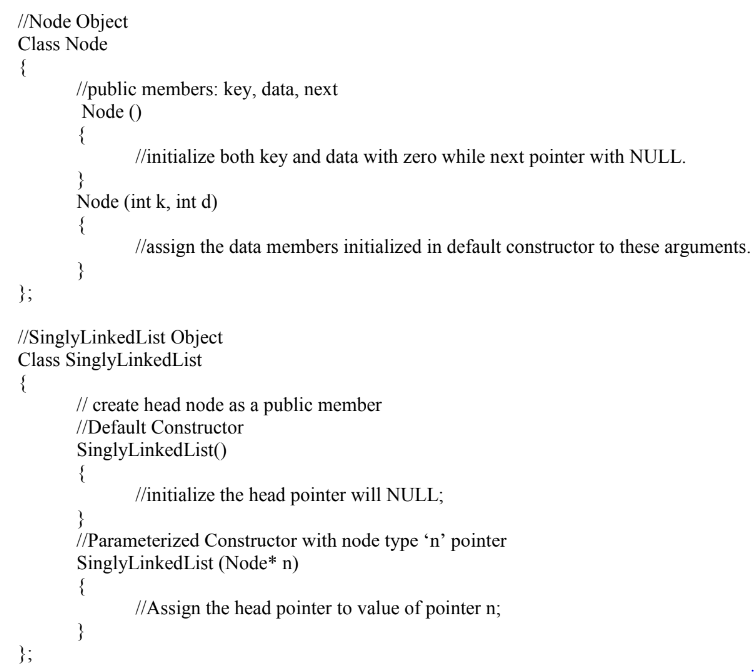 //Node Object
Class Node
{
//public members: key, data, next
Node ()
{
//initialize both key and data with zero while next pointer with NULL.
}
Node (int k, int d)
{
//assign the data members initialized in default constructor to these arguments.
}
};
//SinglyLinkedList Object
Class SinglyLinkedList
{
// create head node as a public member
//Default Constructor
SinglyLinkedList()
{
//initialize the head pointer will NULL;
}
//Parameterized Constructor with node type ‘n’ pointer
SinglyLinkedList (Node* n)
{
//Assign the head pointer to value of pointer n;
}
};